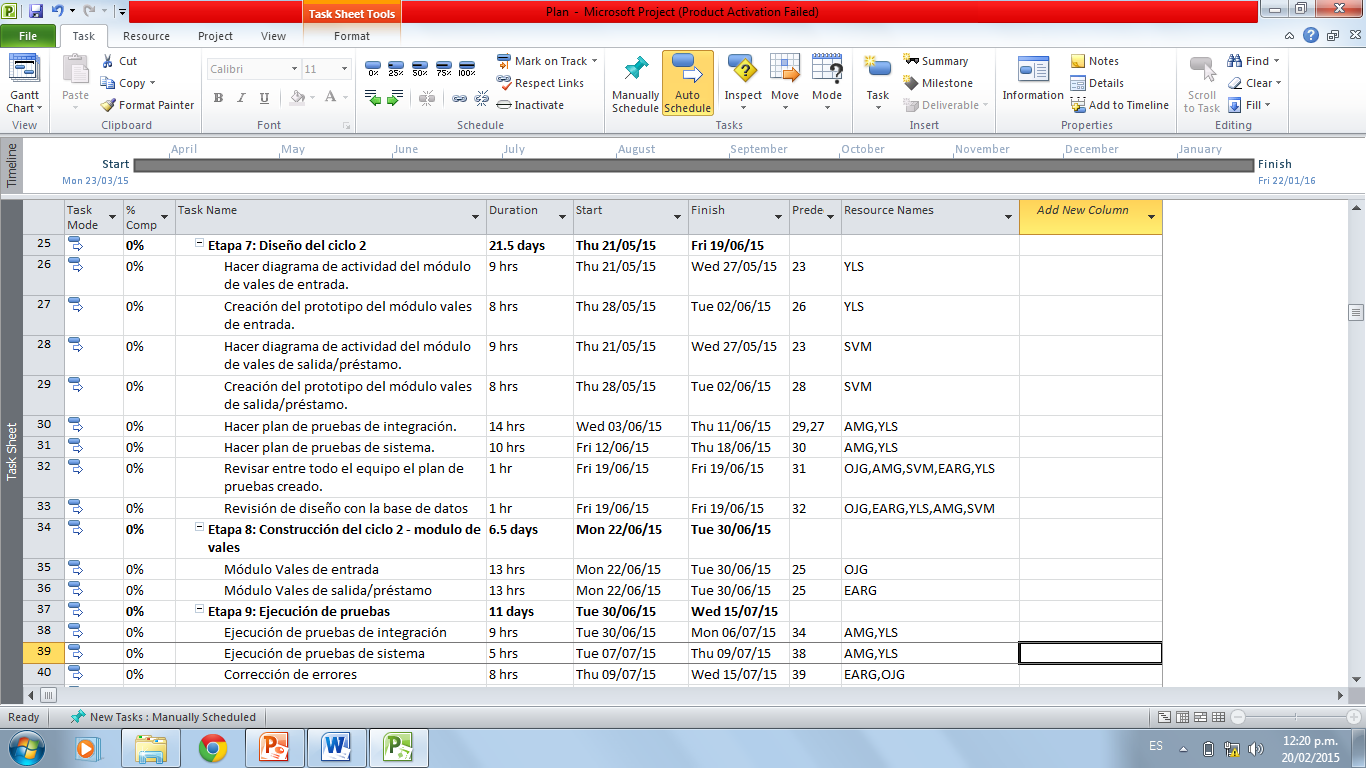 Task Sheet Tools
Plan - Microsoft Project (Product Activation Failed)
File Task Resource Project View Format
Gantt Chart
View
Paste
Cut
Copy
Format Painter
Clipboard
Calibri 11
B I U A
Font
0% 25% 50% 75% 100%
Mark on Track
Respect Links
Inactivate
Schedule
Manually Schedule
Auto Schedule
Inspect
Move
Mode
Tasks
Task
Summary
Milestone
Deliverable
Insert
Information
Notes
Details
Add to Timeline
Properties
Scroll to Task
Find
Clear
Fill
Editing
Timeline
April May June July August September October November December January
Start Finish
Mon 23/03/15 Fri 22/01/16
Task Sheet
Task Mode % Comp Task Name Duration Start Finish Prede Resource Names Add New Column
25 0% Etapa 7: Diseño del ciclo 2 21.5 days Thu 21/05/15 Fri 19/06/15
26 0% Hacer diagrama de actividad del módulo 9 hrs Thu 21/05/15 Wed 27/05/15 23 YLS
de vales de entrada.
27 0% Creación del prototipo del módulo vales 8 hrs Thu 28/05/15 Tue 02/06/15 26 YLS
de entrada.
28 0% Hacer diagrama de actividad del módulo 9 hrs Thu 21/05/15 Wed 27/05/15 23 SVM
de vales de salida/préstamo.
29 0% Creación del prototipo del módulo vales 8 hrs Thu 28/05/15 Tue 02/06/15 28 SVM
de salida/préstamo.
30 0% Hacer plan de pruebas de integración. 14 hrs Wed 03/06/15 Thu 11/06/15 29,27 AMG,YLS
31 0% Hacer plan de pruebas de sistema. 10 hrs Fri 12/06/15 Thu 18/06/15 30 AMG,YLS
32 0% Revisar entre todo el equipo el plan de 1 hr Fri 19/06/15 Fri 19/06/15 31 OJG,AMG,SVM,EARG,YLS
pruebas creado.
33 0% Revisión de diseño con la base de datos 1 hr Fri 19/06/15 Fri 19/06/15 32 OJG,EARG,YLS,AMG,SVM
34 0% Etapa 8: Construcción del ciclo 2 - modulo de 6.5 days Mon 22/06/15 Tue 30/06/15
vales
35 0% Módulo Vales de entrada 13 hrs Mon 22/06/15 Tue 30/06/15 25 OJG
36 0% Módulo Vales de salida/préstamo 13 hrs Mon 22/06/15 Tue 30/06/15 25 EARG
37 0% Etapa 9: Ejecución de pruebas 11 days Tue 30/06/15 Wed 15/07/15
38 0% Ejecución de pruebas de integración 9 hrs Tue 30/06/15 Mon 06/07/15 34 AMG,YLS
39 0% Ejecución de pruebas de sistema 5 hrs Tue 07/07/15 Thu 09/07/15 38 AMG,YLS
40 0% Corrección de errores 8 hrs Thu 09/07/15 Wed 15/07/15 39 EARG,OJG
Ready New Tasks : Manually Scheduled
ES
12:20 p.m.
20/02/2015